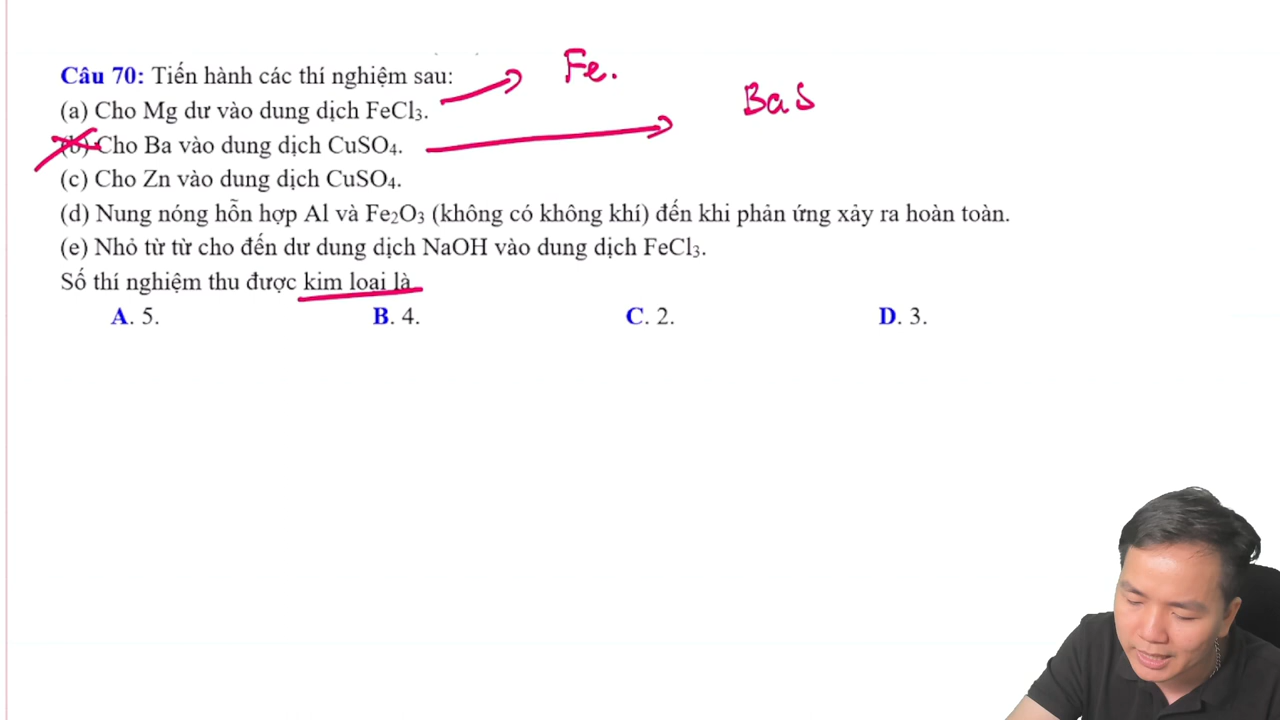 Fe.
Câu 70: Tiến hành các thí nghiệm sau:
BaS
(a) Cho Mg dư vào dung dịch FeCl₃.
(b) Cho Ba vào dung dịch CuSO₄.
(c) Cho Zn vào dung dịch CuSO₄.
(d) Nung nóng hỗn hợp Al và Fe₂O₃ (không có không khí) đến khi phản ứng xảy ra hoàn toàn.
(e) Nhỏ từ từ cho đến dư dung dịch NaOH vào dung dịch FeCl₃.
Số thí nghiệm thu được kim loại là
A. 5. B. 4. C. 2. D. 3.